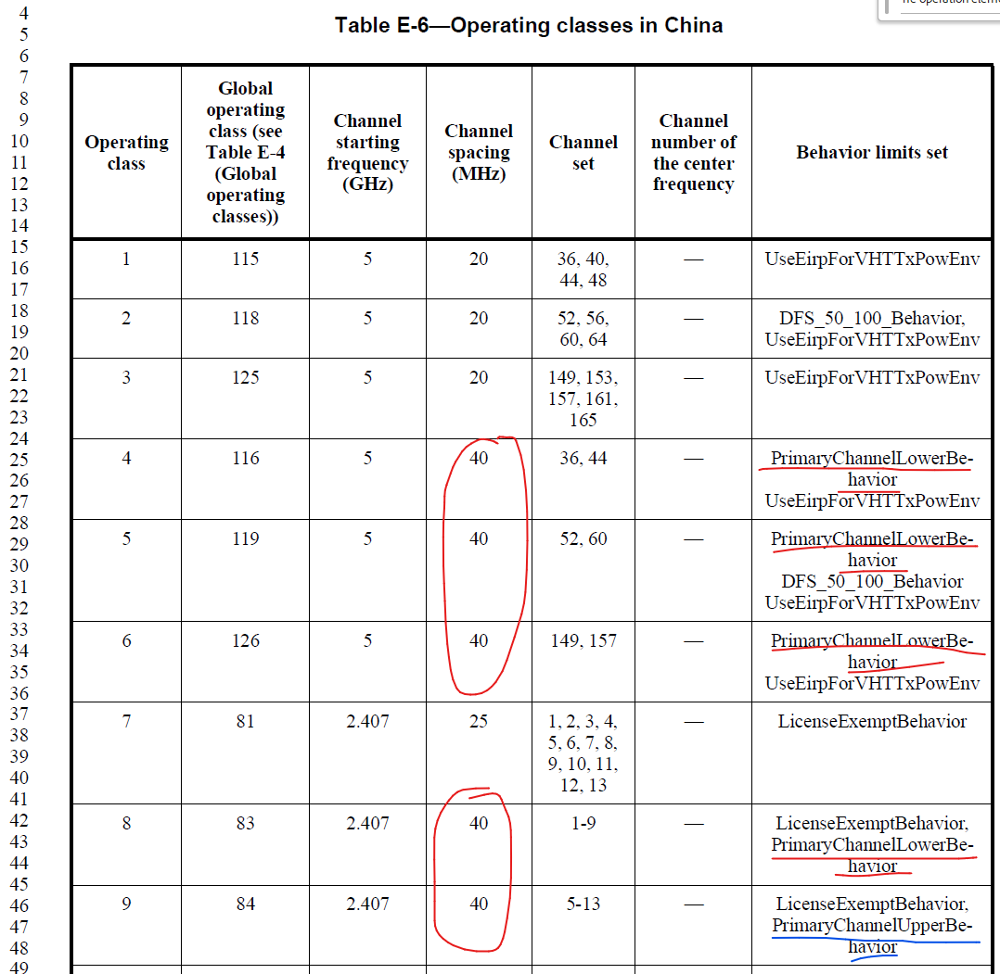 operation
4
5
6
7
8
9
10
11
12
13
14
15
16
17
18
19
20
21
22
23
24
25
26
27
28
29
30
31
32
33
34
35
36
37
38
39
40
41
42
43
44
45
46
47
48
49
Table E-6—Operating classes in China
Operating
class
Global
operating
class (see
Table E-4
(Global
operating
classes))
Channel
starting
frequency
(GHz)
Channel
spacing
(MHz)
Channel
set
Channel
number of
the center
frequency
Behavior limits set
1
115
5
20
36, 40,
44, 48
—
UseEirpForVHTTxPowEnv
2
118
5
20
52, 56,
60, 64
—
DFS_50_100_Behavior,
UseEirpForVHTTxPowEnv
3
125
5
20
149, 153,
157, 161,
165
—
UseEirpForVHTTxPowEnv
4
116
5
40
36, 44
—
PrimaryChannelLowerBe-
havior
UseEirpForVHTTxPowEnv
5
119
5
40
52, 60
—
PrimaryChannelLowerBe-
havior
DFS_50_100_Behavior
UseEirpForVHTTxPowEnv
6
126
5
40
149, 157
—
PrimaryChannelLowerBe-
havior
UseEirpForVHTTxPowEnv
7
81
2.407
25
1, 2, 3, 4,
5, 6, 7, 8,
9, 10, 11,
12, 13
—
LicenseExemptBehavior
8
83
2.407
40
1-9
—
LicenseExemptBehavior,
PrimaryChannelLowerBe-
havior
9
84
2.407
40
5-13
—
LicenseExemptBehavior,
PrimaryChannelUpperBe-
havior